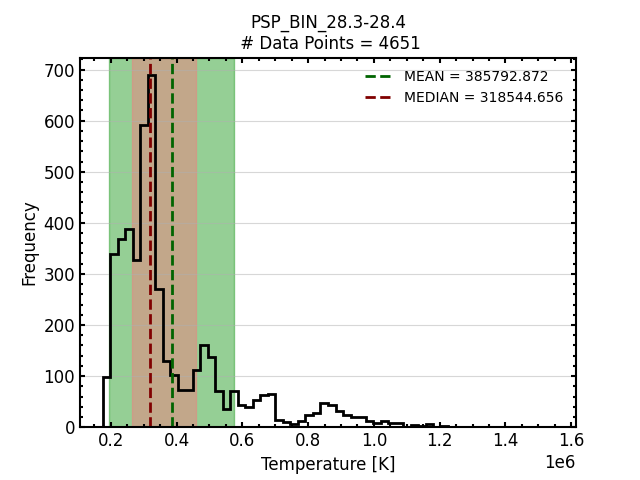 PSP_BIN_28.3-28.4
# Data Points = 4651
MEAN = 385792.872
MEDIAN = 318544.656
700
600
500
400
300
200
100
0
Frequency
0.2 0.4 0.6 0.8 1.0 1.2 1.4 1.6
1e6
Temperature [K]